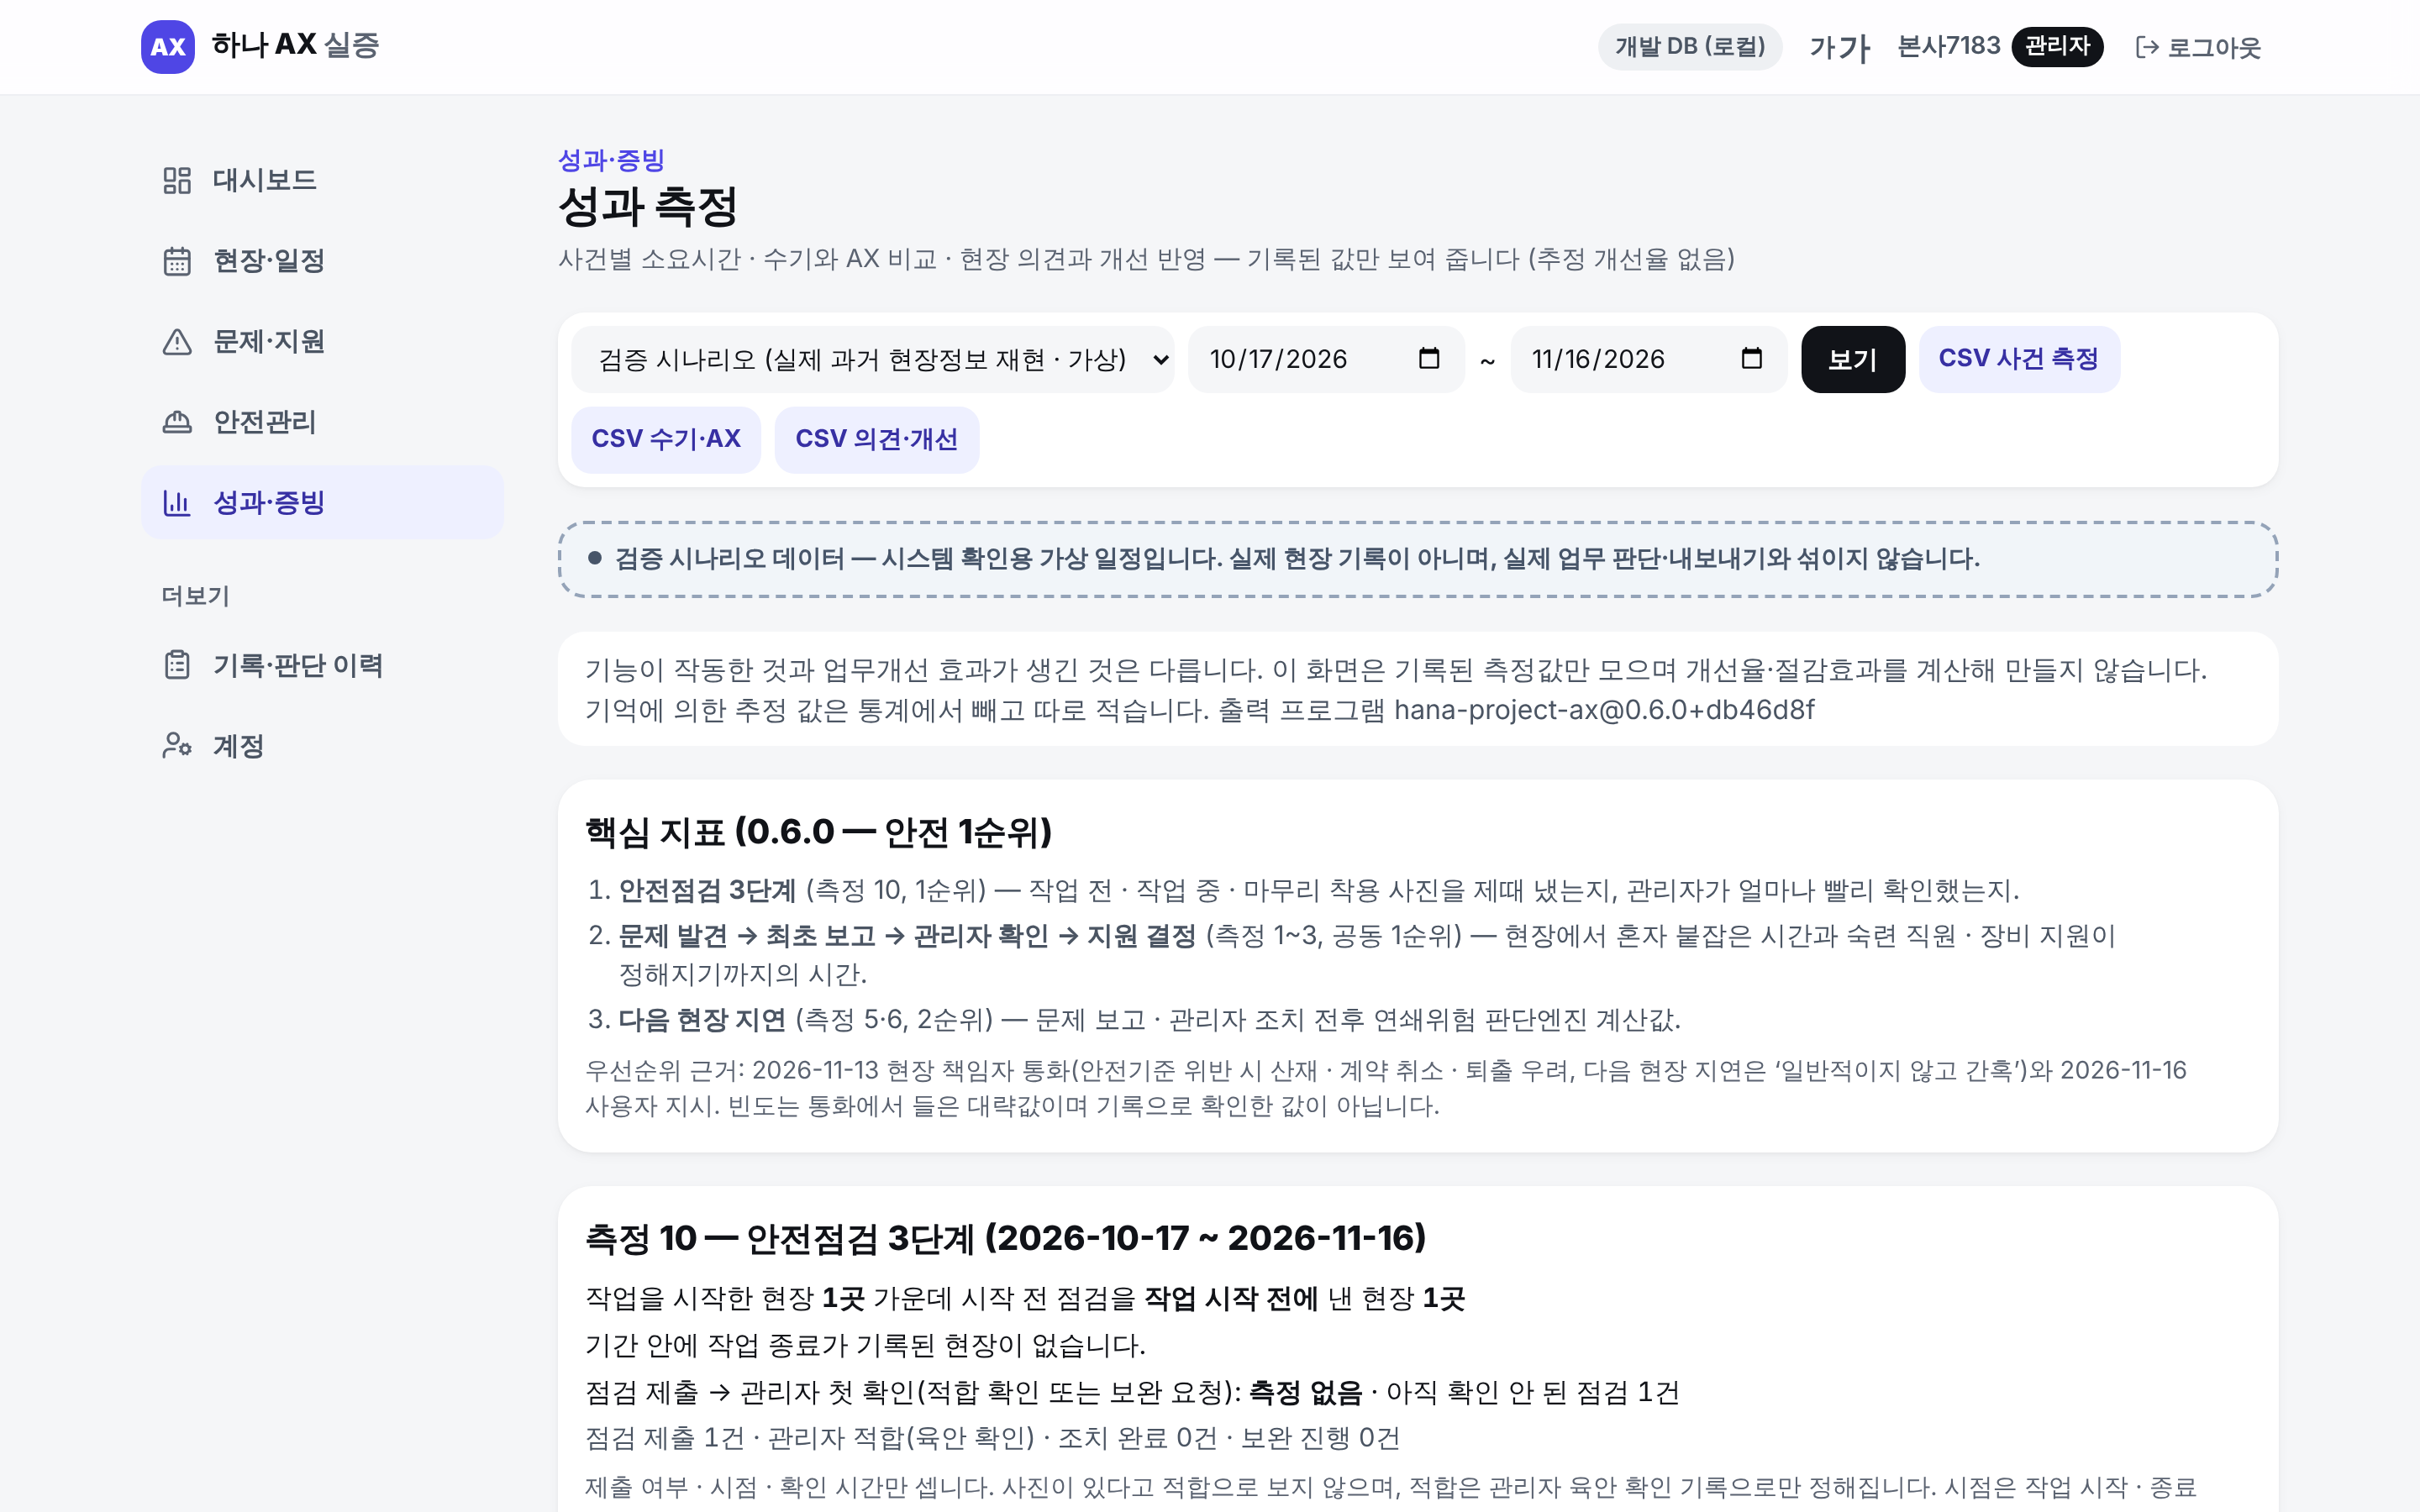 AX 하나 AX 실증
개발 DB (로컬) 가가 본사7183 관리자 로그아웃
대시보드
현장·일정
문제·지원
안전관리
성과·증빙
더보기
기록·판단 이력
계정
성과·증빙
성과 측정
사건별 소요시간 · 수기와 AX 비교 · 현장 의견과 개선 반영 — 기록된 값만 보여 줍니다 (추정 개선율 없음)
검증 시나리오 (실제 과거 현장정보 재현 · 가상) 10/17/2026 ~ 11/16/2026 보기 CSV 사건 측정
CSV 수기·AX CSV 의견·개선
● 검증 시나리오 데이터 — 시스템 확인용 가상 일정입니다. 실제 현장 기록이 아니며, 실제 업무 판단·내보내기와 섞이지 않습니다.
기능이 작동한 것과 업무개선 효과가 생긴 것은 다릅니다. 이 화면은 기록된 측정값만 모으며 개선율·절감효과를 계산해 만들지 않습니다.
기억에 의한 추정 값은 통계에서 빼고 따로 적습니다. 출력 프로그램 hana-project-ax@0.6.0+db46d8f
핵심 지표 (0.6.0 — 안전 1순위)
1. 안전점검 3단계 (측정 10, 1순위) — 작업 전 · 작업 중 · 마무리 착용 사진을 제때 냈는지, 관리자가 얼마나 빨리 확인했는지.
2. 문제 발견 → 최초 보고 → 관리자 확인 → 지원 결정 (측정 1~3, 공동 1순위) — 현장에서 혼자 붙잡은 시간과 숙련 직원 · 장비 지원이
정해지기까지의 시간.
3. 다음 현장 지연 (측정 5·6, 2순위) — 문제 보고 · 관리자 조치 전후 연쇄위험 판단엔진 계산값.
우선순위 근거: 2026-11-13 현장 책임자 통화(안전기준 위반 시 산재 · 계약 취소 · 퇴출 우려, 다음 현장 지연은 ‘일반적이지 않고 간혹’)와 2026-11-16
사용자 지시. 빈도는 통화에서 들은 대략값이며 기록으로 확인한 값이 아닙니다.
측정 10 — 안전점검 3단계 (2026-10-17 ~ 2026-11-16)
작업을 시작한 현장 1곳 가운데 시작 전 점검을 작업 시작 전에 낸 현장 1곳
기간 안에 작업 종료가 기록된 현장이 없습니다.
점검 제출 → 관리자 첫 확인(적합 확인 또는 보완 요청): 측정 없음 · 아직 확인 안 된 점검 1건
점검 제출 1건 · 관리자 적합(육안 확인) · 조치 완료 0건 · 보완 진행 0건
제출 여부 · 시점 · 확인 시간만 셉니다. 사진이 있다고 적합으로 보지 않으며, 적합은 관리자 육안 확인 기록으로만 정해집니다. 시점은 작업 시작 · 종료